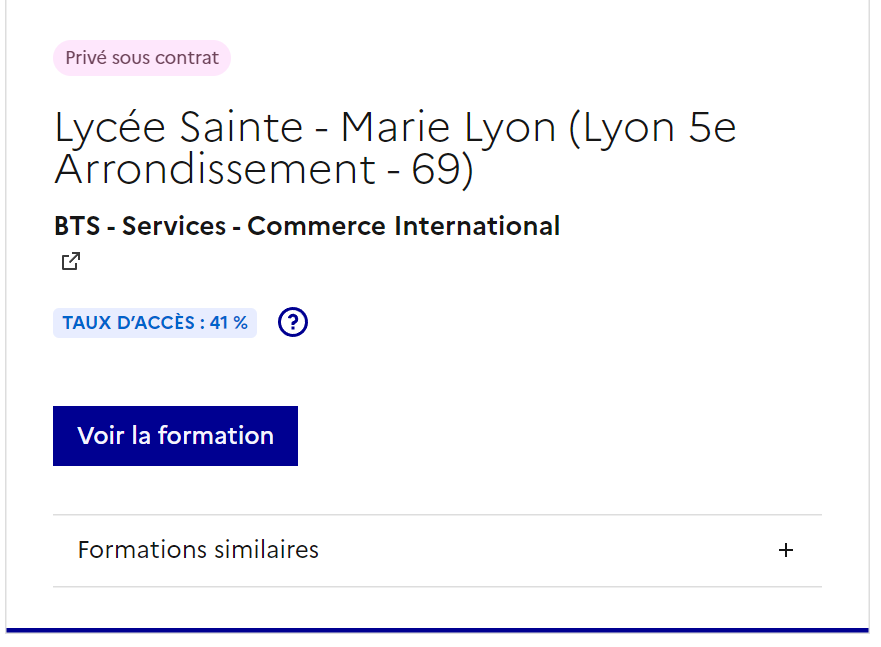 Privé sous contrat
Lycée Sainte - Marie Lyon (Lyon 5e
Arrondissement - 69)
BTS - Services - Commerce International
TAUX D’ACCÈS : 41 %
?
Voir la formation
Formations similaires
+